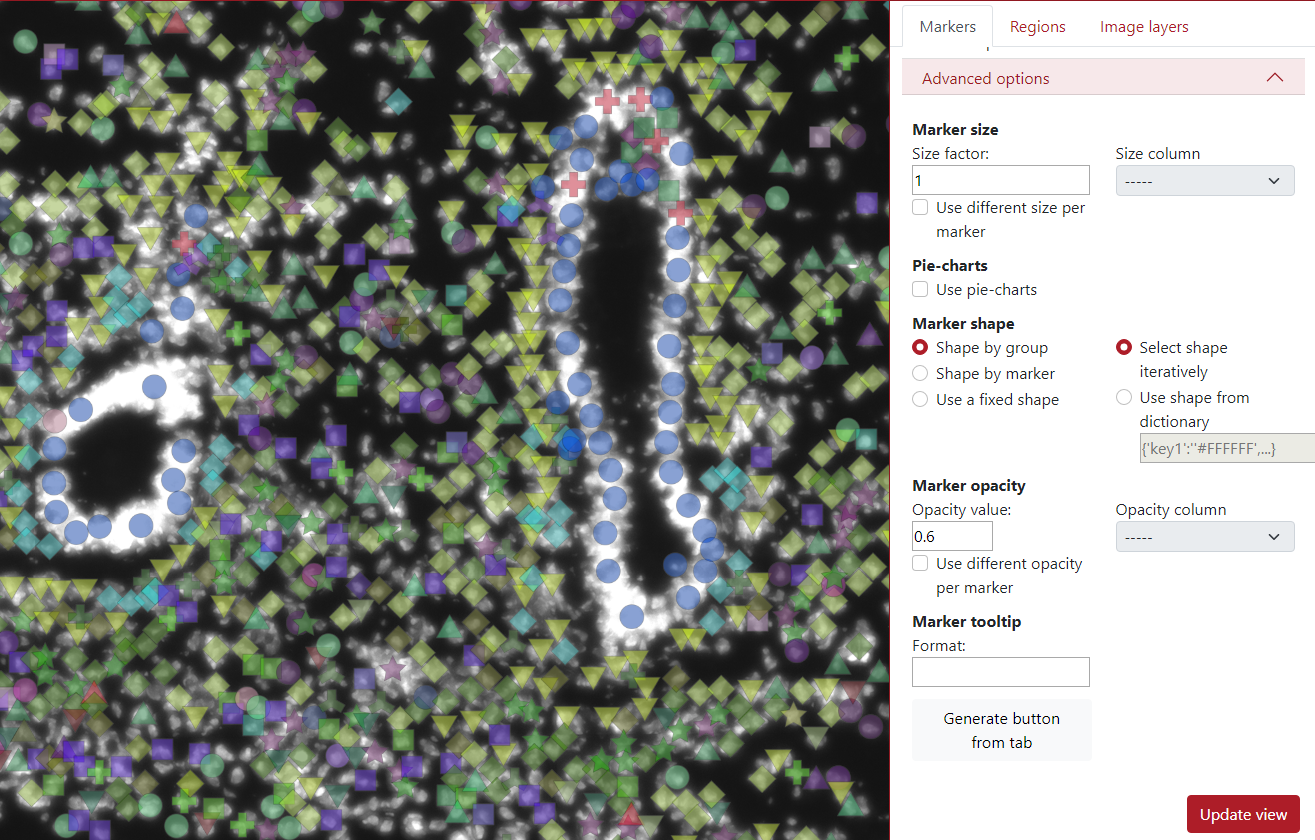 Markers Regions Image layers
Advanced options
Marker size
Size factor: Size column
1 -----
Use different size per
marker
Pie-charts
Use pie-charts
Marker shape
Shape by group Select shape
iteratively
Shape by marker
Use a fixed shape Use shape from
dictionary
{'key1':''#FFFFFF',...}
Marker opacity
Opacity value: Opacity column
0.6 -----
Use different opacity
per marker
Marker tooltip
Format:
Generate button
from tab
Update view